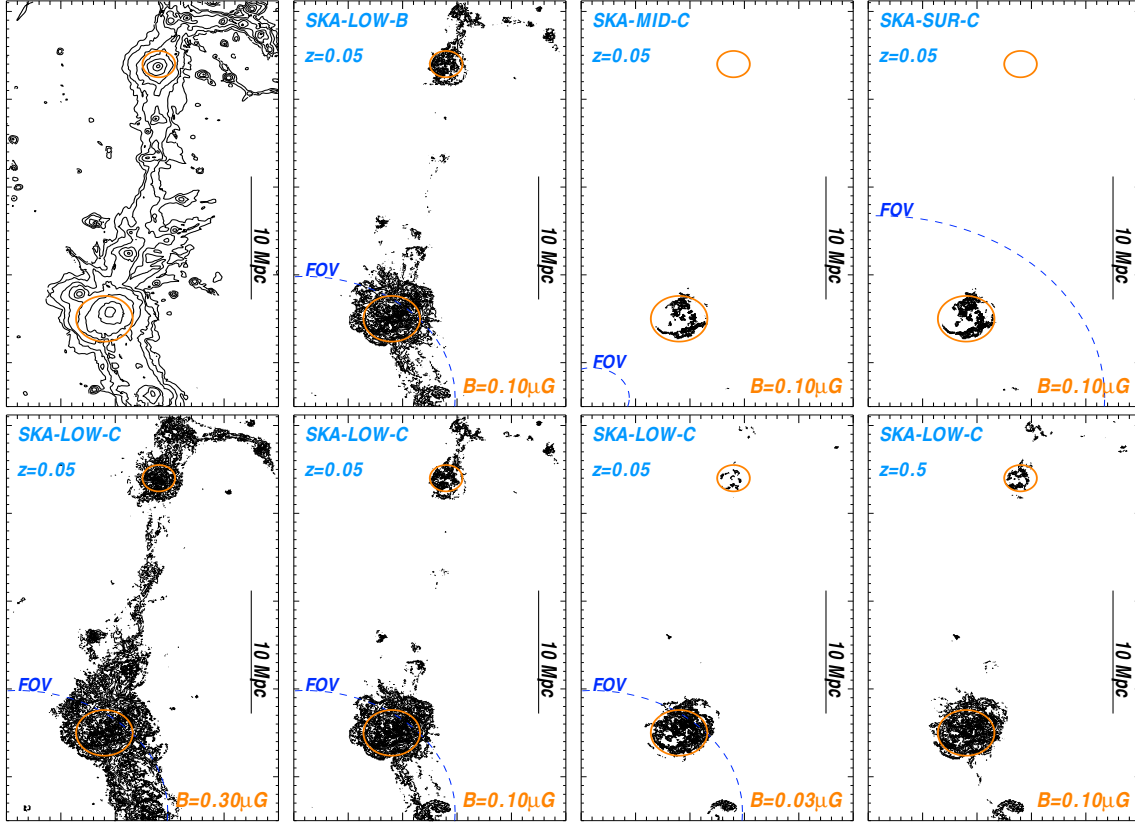 SKA-LOW-B
z=0.05
10 Mpc
FOV
B=0.10μG
SKA-MID-C
z=0.05
10 Mpc
FOV
B=0.10μG
SKA-SUR-C
z=0.05
10 Mpc
FOV
B=0.10μG
10 Mpc
SKA-LOW-C
z=0.05
10 Mpc
FOV
B=0.30μG
SKA-LOW-C
z=0.05
10 Mpc
FOV
B=0.10μG
SKA-LOW-C
z=0.05
10 Mpc
FOV
B=0.03μG
SKA-LOW-C
z=0.5
10 Mpc
B=0.10μG